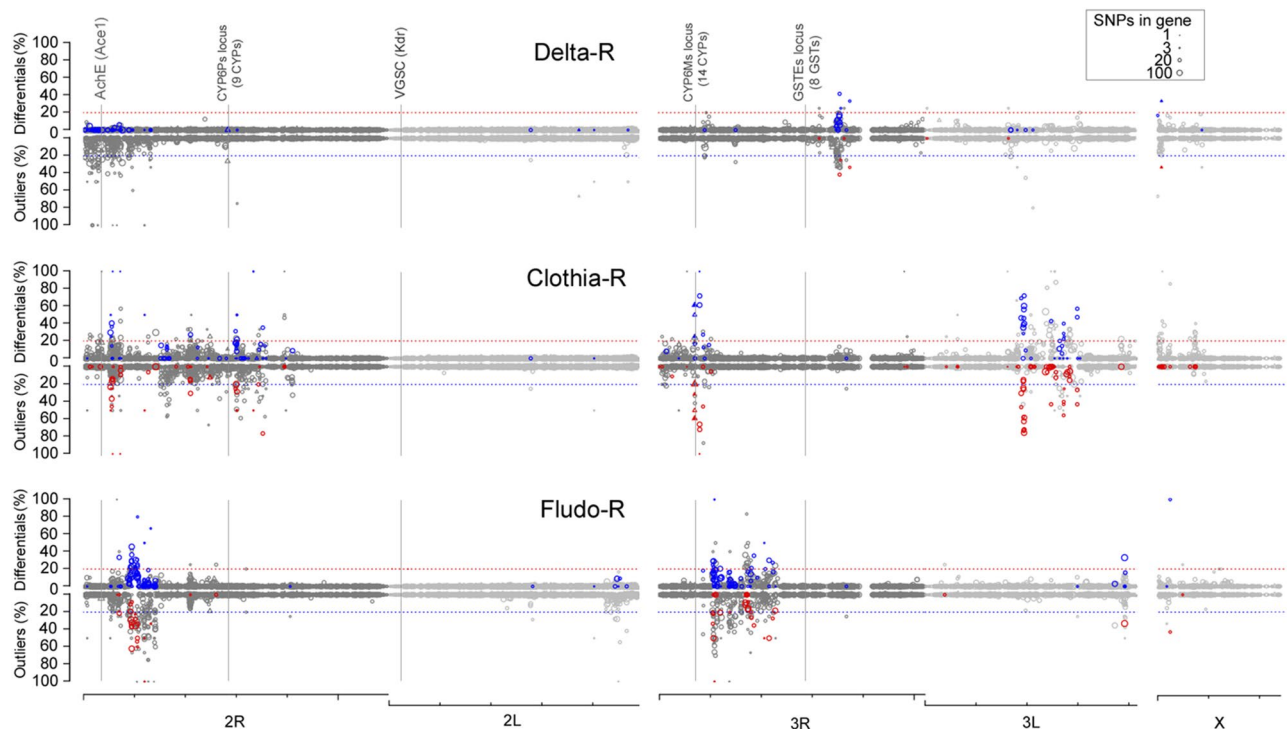 SNPs in gene
1
3
20
100
AchE (Ace1)
CYP6Ps locus
(9 CYPs)
VGSC (Kdr)
CYP6Ms locus
(14 CYPs)
GSTEs locus
(8 GSTs)
Delta-R
Differentials (%)
100
80
60
40
20
0
Outliers (%)
0
20
40
60
80
100
Clothia-R
Differentials (%)
100
80
60
40
20
0
Outliers (%)
0
20
40
60
80
100
Fludo-R
Differentials (%)
100
80
60
40
20
0
Outliers (%)
0
20
40
60
80
100
2R
2L
3R
3L
X